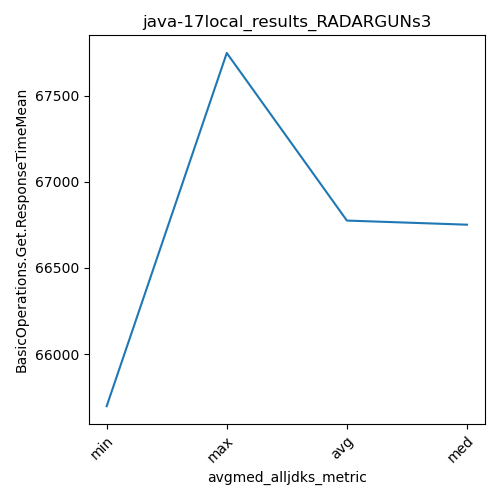 java-17local_results_RADARGUNs3
BasicOperations.Get.ResponseTimeMean
67500
67000
66500
66000
min
max
avg
med
avgmed_alljdks_metric